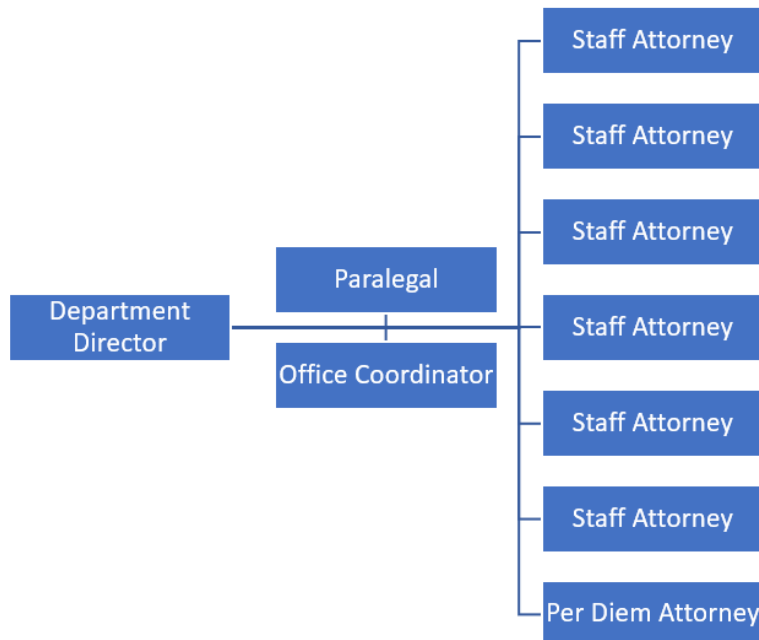 Department
Director
Paralegal
Office Coordinator
Staff Attorney
Staff Attorney
Staff Attorney
Staff Attorney
Staff Attorney
Staff Attorney
Per Diem Attorney